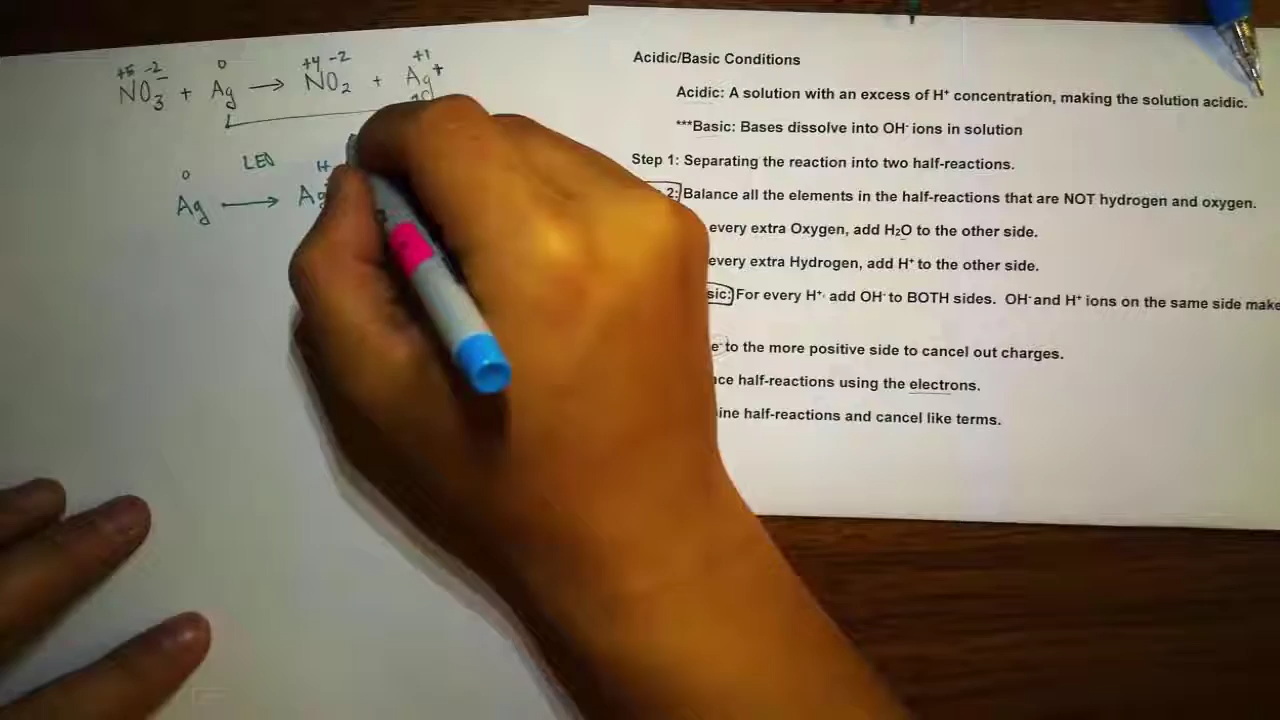 +5 -2 0 +4 -2 +1
NO₃⁻ + Ag → NO₂ + Ag⁺
LEO
0
Ag → Ag
Acidic/Basic Conditions
Acidic: A solution with an excess of H⁺ concentration, making the solution acidic.
***Basic: Bases dissolve into OH⁻ ions in solution
Step 1: Separating the reaction into two half-reactions.
2: Balance all the elements in the half-reactions that are NOT hydrogen and oxygen.
every extra Oxygen, add H₂O to the other side.
every extra Hydrogen, add H⁺ to the other side.
For every H⁺, add OH⁻ to BOTH sides. OH⁻ and H⁺ ions on the same side make
e⁻ to the more positive side to cancel out charges.
half-reactions using the electrons.
half-reactions and cancel like terms.